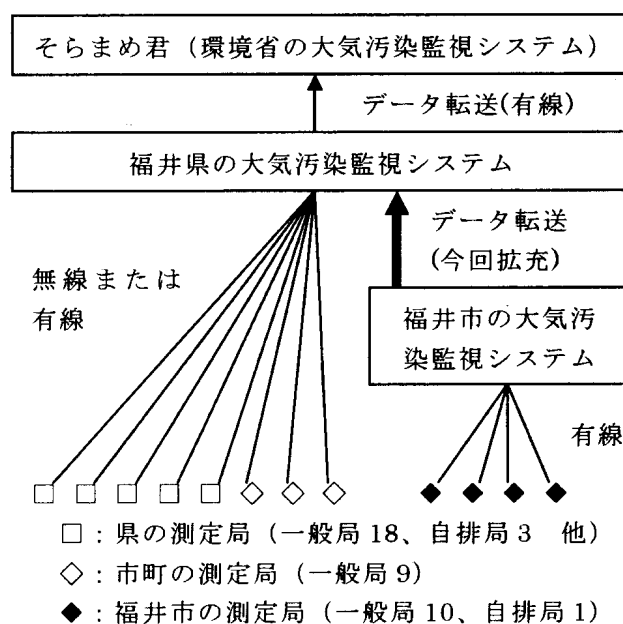 そらまめ君（環境省の大気汚染監視システム）
データ転送(有線)
福井県の大気汚染監視システム
データ転送
(今回拡充)
無線または
有線
福井市の大気汚
染監視システム
有線
□：県の測定局（一般局 18、自排局 3　他）
◇：市町の測定局（一般局 9）
◆：福井市の測定局（一般局 10、自排局 1）